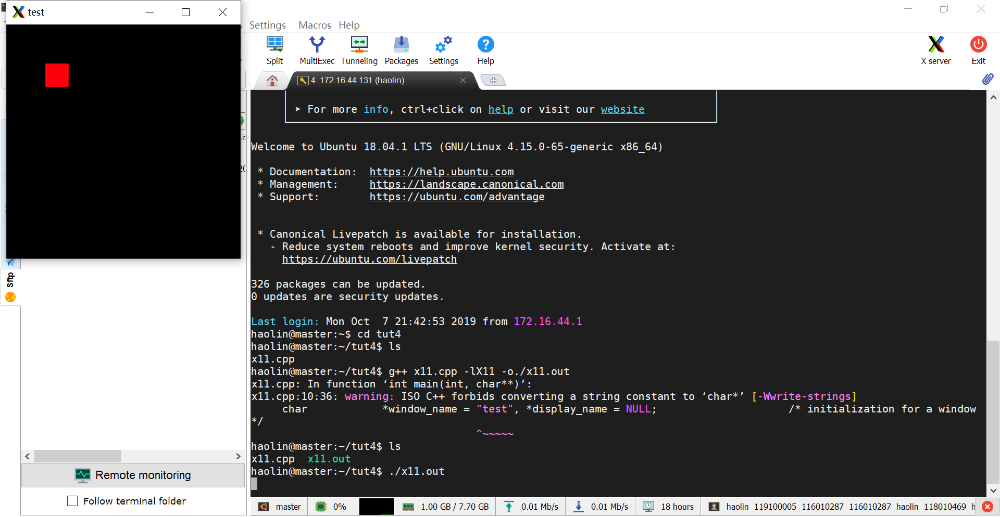 test
Settings Macros Help
Split MultiExec Tunneling Packages Settings Help X server Exit
4. 172.16.44.131 (haolin)
➤ For more info, ctrl+click on help or visit our website
Welcome to Ubuntu 18.04.1 LTS (GNU/Linux 4.15.0-65-generic x86_64)
* Documentation: https://help.ubuntu.com
* Management: https://landscape.canonical.com
* Support: https://ubuntu.com/advantage
* Canonical Livepatch is available for installation.
- Reduce system reboots and improve kernel security. Activate at:
https://ubuntu.com/livepatch
326 packages can be updated.
0 updates are security updates.
Last login: Mon Oct  7 21:42:53 2019 from 172.16.44.1
haolin@master:~$ cd tut4
haolin@master:~/tut4$ ls
x11.cpp
haolin@master:~/tut4$ g++ x11.cpp -lX11 -o./x11.out
x11.cpp: In function ‘int main(int, char**)’:
x11.cpp:10:36: warning: ISO C++ forbids converting a string constant to ‘char*’ [-Wwrite-strings]
char *window_name = "test", *display_name = NULL; /* initialization for a window
*/
^~~~~~
haolin@master:~/tut4$ ls
x11.cpp x11.out
haolin@master:~/tut4$ ./x11.out
Sftp
Remote monitoring
Follow terminal folder
master 0% 1.00 GB / 7.70 GB 0.01 Mb/s 0.01 Mb/s 18 hours haolin 119100005 116010287 116010287 haolin 118010469